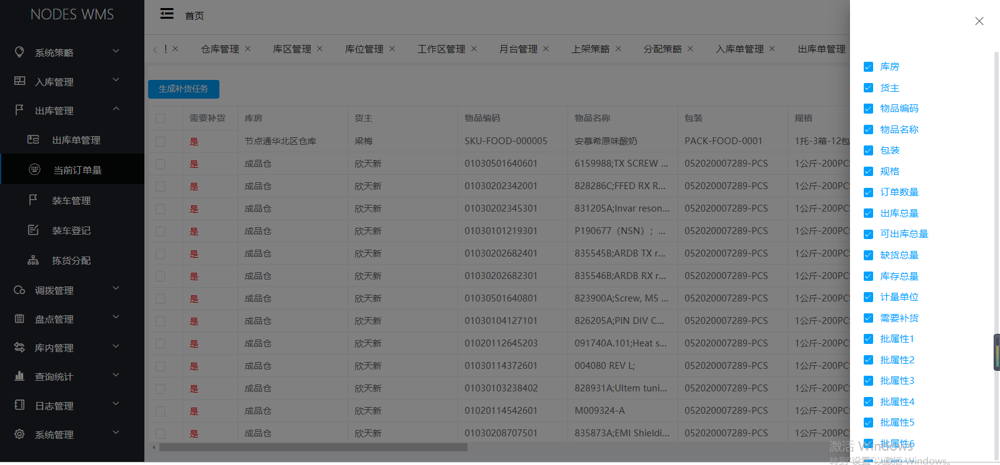 NODES WMS
系统策略
入库管理
出库管理
出库单管理
当前订单量
装车管理
装车登记
拣货分配
调拨管理
盘点管理
库内管理
查询统计
日志管理
系统管理
首页
仓库管理 库区管理 库位管理 工作区管理 月台管理 上架策略 分配策略 入库单管理 出库单管理
生成补货任务
需要补货 库房 货主 物品编码 物品名称 包装 规格
是 节点通华北区仓库 梁梅 SKU-FOOD-000005 安慕希原味酸奶 PACK-FOOD-0001 1托-3箱-12包
是 成品仓 欣天新 01030501640601 6159988;TX SCREW ... 052020007289-PCS 1公斤-200PC
是 成品仓 欣天新 01030202342001 828286C;FFED RX R... 052020007289-PCS 1公斤-200PC
是 成品仓 欣天新 01030202345301 831205A;Invar reson... 052020007289-PCS 1公斤-200PC
是 成品仓 欣天新 01030101219301 P190677（NSN）; ... 052020007289-PCS 1公斤-200PC
是 成品仓 欣天新 01030202682401 835545B;ARDB TX r... 052020007289-PCS 1公斤-200PC
是 成品仓 欣天新 01030202682301 835546B;ARDB RX r... 052020007289-PCS 1公斤-200PC
是 成品仓 欣天新 01030501640801 823900A;Screw, M5 ... 052020007289-PCS 1公斤-200PC
是 成品仓 欣天新 01030104127101 826205A;PIN DIV C... 052020007289-PCS 1公斤-200PC
是 成品仓 欣天新 01020112645203 091740A.101;Heat s... 052020007289-PCS 1公斤-200PC
是 成品仓 欣天新 01030114372601 004080 REV L; 052020007289-PCS 1公斤-200PC
是 成品仓 欣天新 01030103238402 828931A;Ultem tuni... 052020007289-PCS 1公斤-200PC
是 成品仓 欣天新 01020114542601 M009324-A 052020007289-PCS 1公斤-200PC
是 成品仓 欣天新 01030208707501 835873A;EMI Shieldi... 052020007289-PCS 1公斤-200PC
库房
货主
物品编码
物品名称
包装
规格
订单数量
出库总量
可出库总量
缺货总量
库存总量
计量单位
需要补货
批属性1
批属性2
批属性3
批属性4
批属性5
批属性6
激活 Windows
转到"设置"以激活 Windows。